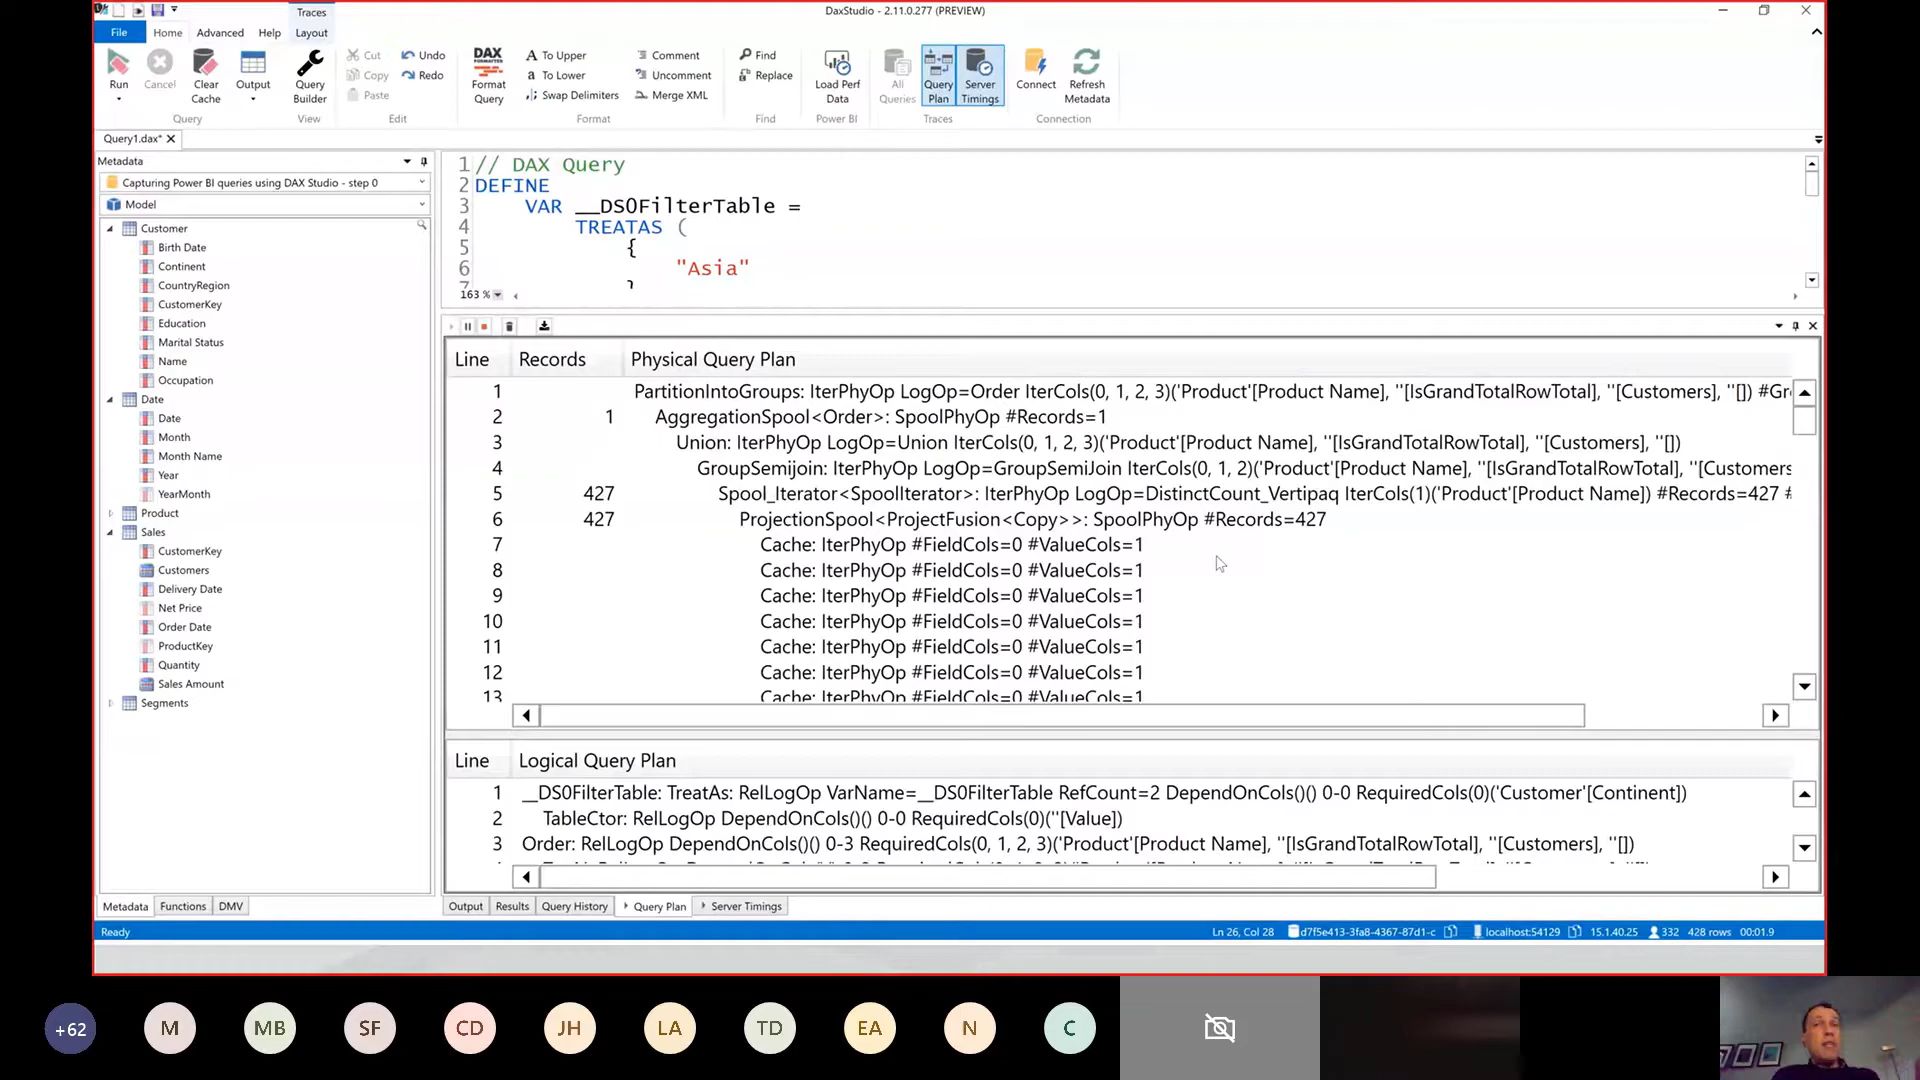 DaxStudio - 2.11.0.277 (PREVIEW)
Traces
File Home Advanced Help Layout
Run
Cancel
Clear Cache
Output
Query
Query Builder
View
Cut
Copy
Paste
Undo
Redo
Edit
DAX FORMATTER
Format Query
To Upper
To Lower
Swap Delimiters
Comment
Uncomment
Merge XML
Format
Find
Replace
Find
Load Perf Data
Power BI
All Queries
Query Plan
Server Timings
Traces
Connect
Refresh Metadata
Connection
Query1.dax*
Metadata
Capturing Power BI queries using DAX Studio - step 0
Model
Customer
Birth Date
Continent
CountryRegion
CustomerKey
Education
Marital Status
Name
Occupation
Date
Date
Month
Month Name
Year
YearMonth
Product
Sales
CustomerKey
Customers
Delivery Date
Net Price
Order Date
ProductKey
Quantity
Sales Amount
Segments
Metadata Functions DMV
1 // DAX Query
2 DEFINE
3 VAR __DS0FilterTable =
4 TREATAS (
5 {
6 "Asia"
7 }
163 %
Line Records Physical Query Plan
1 PartitionIntoGroups: IterPhyOp LogOp=Order IterCols(0, 1, 2, 3)('Product'[Product Name], ''[IsGrandTotalRowTotal], ''[Customers], ''[]) #Gr
2 1 AggregationSpool<Order>: SpoolPhyOp #Records=1
3 Union: IterPhyOp LogOp=Union IterCols(0, 1, 2, 3)('Product'[Product Name], ''[IsGrandTotalRowTotal], ''[Customers], ''[])
4 GroupSemijoin: IterPhyOp LogOp=GroupSemiJoin IterCols(0, 1, 2)('Product'[Product Name], ''[IsGrandTotalRowTotal], ''[Customers
5 427 Spool_Iterator<SpoolIterator>: IterPhyOp LogOp=DistinctCount_Vertipaq IterCols(1)('Product'[Product Name]) #Records=427 #
6 427 ProjectionSpool<ProjectFusion<Copy>>: SpoolPhyOp #Records=427
7 Cache: IterPhyOp #FieldCols=0 #ValueCols=1
8 Cache: IterPhyOp #FieldCols=0 #ValueCols=1
9 Cache: IterPhyOp #FieldCols=0 #ValueCols=1
10 Cache: IterPhyOp #FieldCols=0 #ValueCols=1
11 Cache: IterPhyOp #FieldCols=0 #ValueCols=1
12 Cache: IterPhyOp #FieldCols=0 #ValueCols=1
13 Cache: IterPhyOp #FieldCols=0 #ValueCols=1
Line Logical Query Plan
1 __DS0FilterTable: TreatAs: RelLogOp VarName=__DS0FilterTable RefCount=2 DependOnCols()() 0-0 RequiredCols(0)('Customer'[Continent])
2 TableCtor: RelLogOp DependOnCols()() 0-0 RequiredCols(0)(''[Value])
3 Order: RelLogOp DependOnCols()() 0-3 RequiredCols(0, 1, 2, 3)('Product'[Product Name], ''[IsGrandTotalRowTotal], ''[Customers], ''[])
Output Results Query History Query Plan Server Timings
Ready Ln 26, Col 28 d7f5e413-3fa8-4367-87d1-c localhost:54129 15.1.40.25 332 428 rows 00:01.9
+62 M MB SF CD JH LA TD EA N C